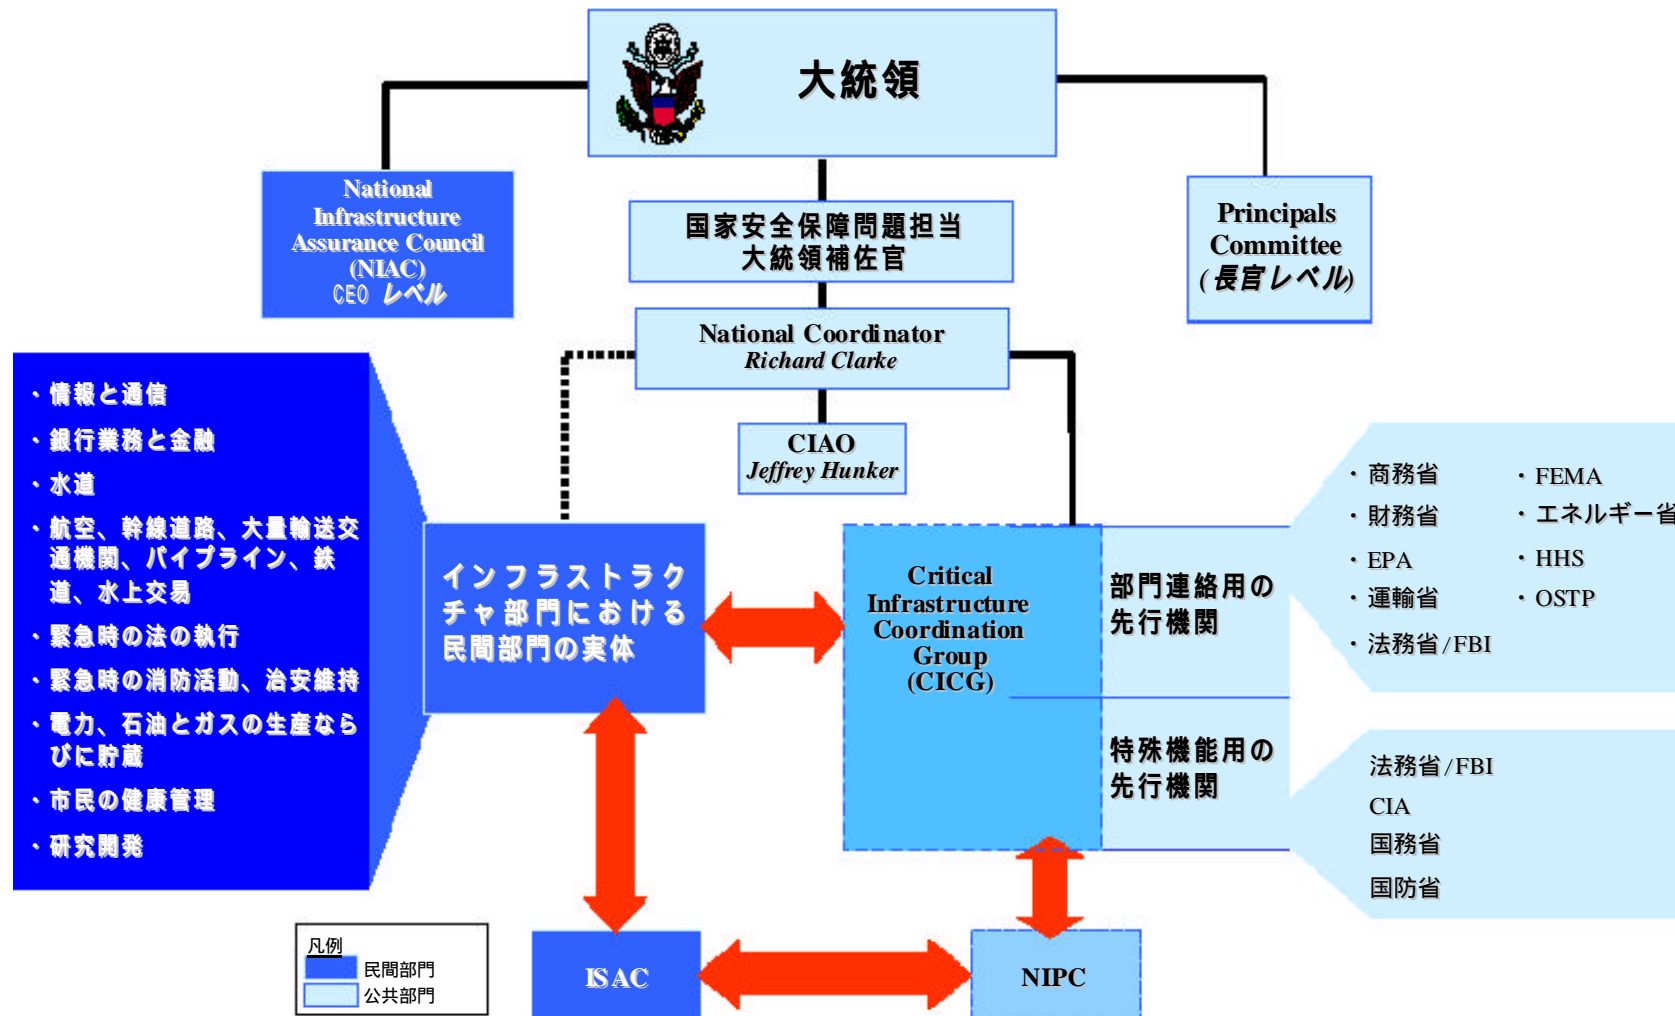 大統領
National
Infrastructure
Assurance Council
(NIAC)
CEO レベル
国家安全保障問題担当
大統領補佐官
Principals
Committee
(長官レベル)
National Coordinator
Richard Clarke
CIAO
Jeffrey Hunker
・情報と通信
・銀行業務と金融
・水道
・航空、幹線道路、大量輸送交
通機関、パイプライン、鉄
道、水上交易
・緊急時の法の執行
・緊急時の消防活動、治安維持
・電力、石油とガスの生産なら
びに貯蔵
・市民の健康管理
・研究開発
インフラストラク
チャ部門における
民間部門の実体
Critical
Infrastructure
Coordination
Group
(CICG)
部門連絡用の
先行機関
特殊機能用の
先行機関
・商務省
・財務省
・EPA
・運輸省
・法務省/FBI
・FEMA
・エネルギー省
・HHS
・OSTP
法務省/FBI
CIA
国務省
国防省
凡例
民間部門
公共部門
ISAC
NIPC